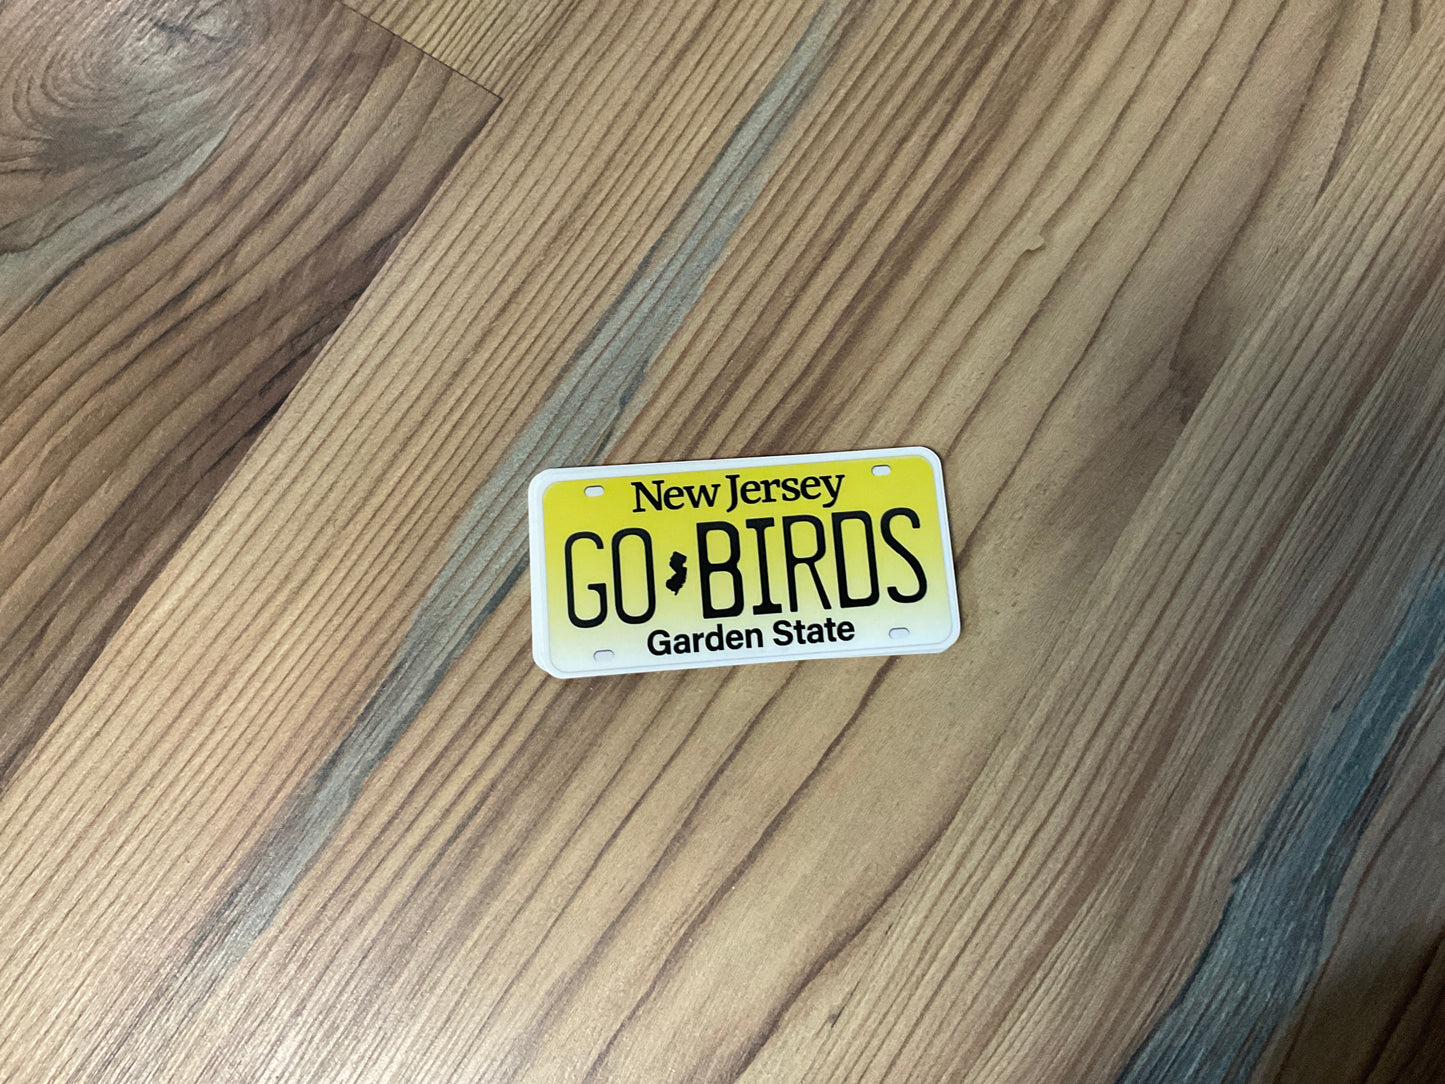 New Jersey
GO BIRDS
Garden State